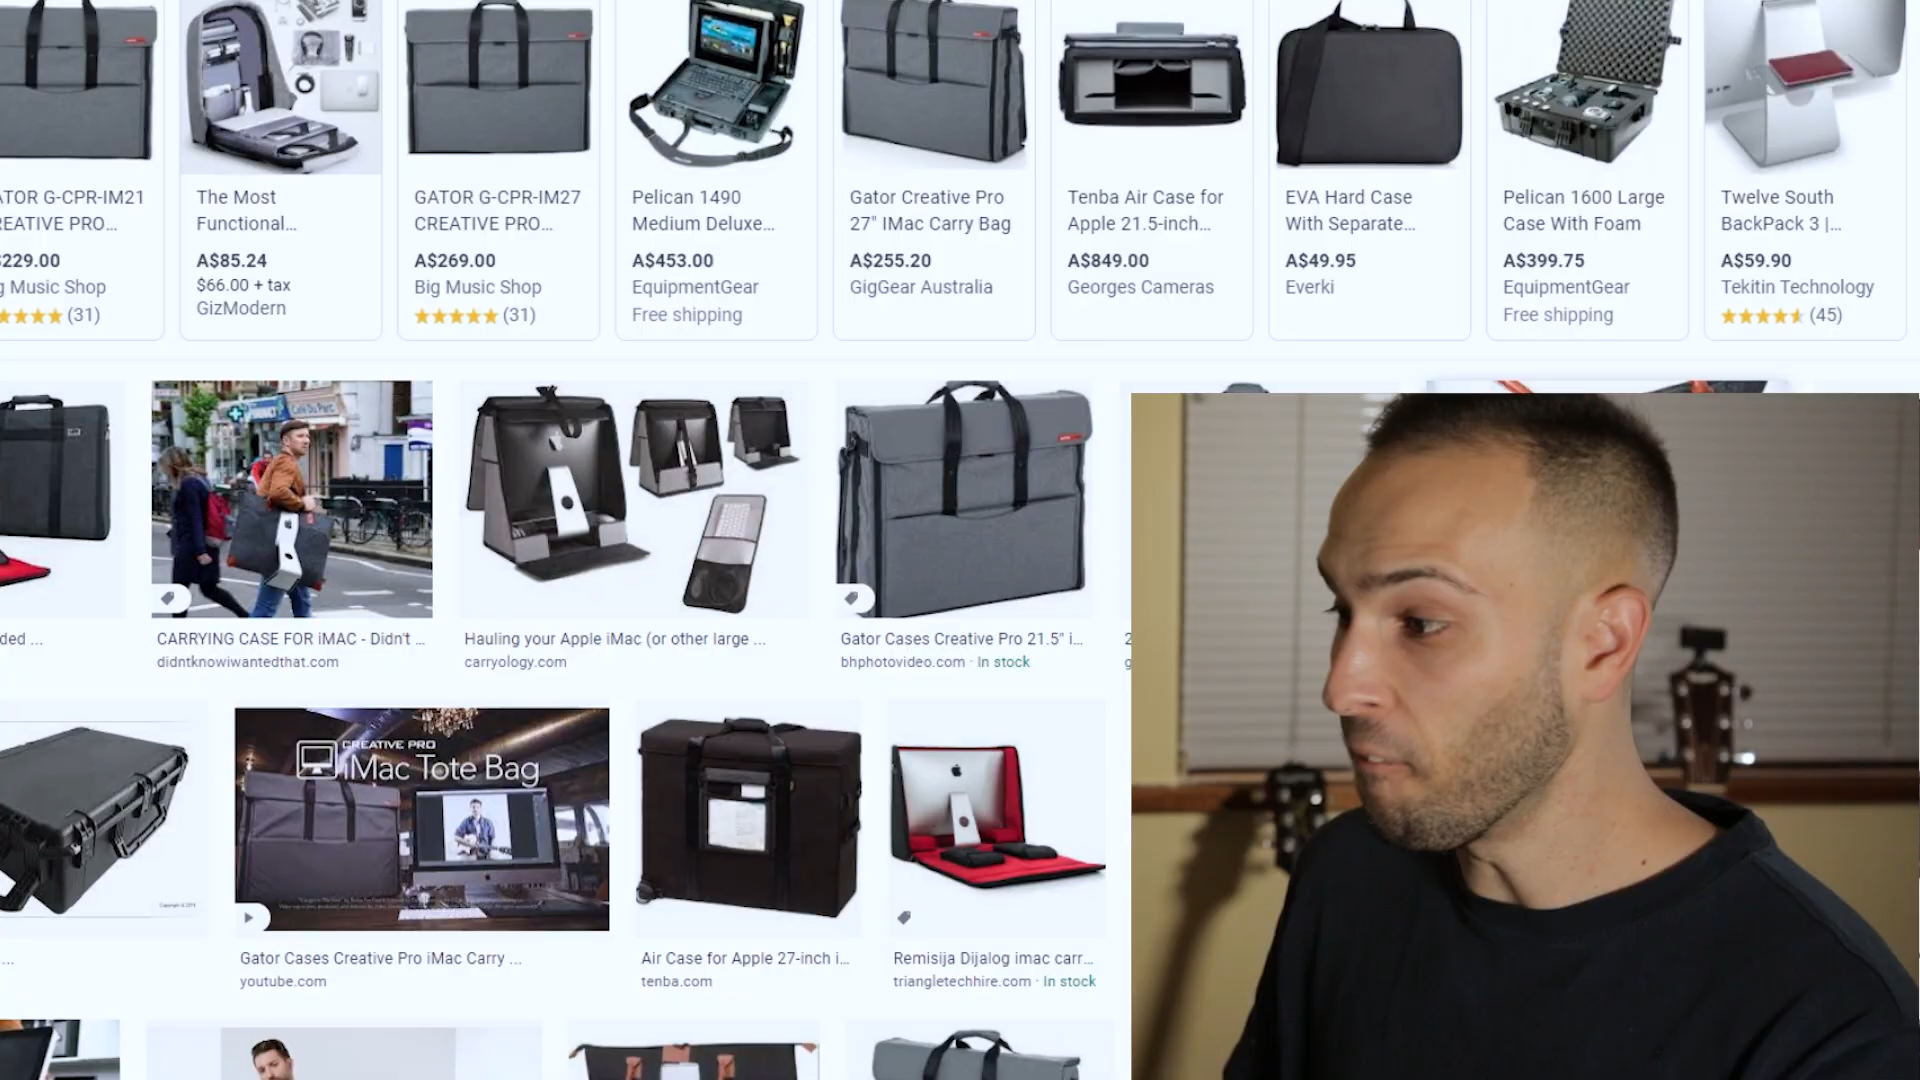 ATOR G-CPR-IM21
REATIVE PRO...
229.00
g Music Shop
(31)
The Most
Functional...
A$85.24
$66.00 + tax
GizModern
GATOR G-CPR-IM27
CREATIVE PRO...
A$269.00
Big Music Shop
(31)
Pelican 1490
Medium Deluxe...
A$453.00
EquipmentGear
Free shipping
Gator Creative Pro
27" IMac Carry Bag
A$255.20
GigGear Australia
Tenba Air Case for
Apple 21.5-inch...
A$849.00
Georges Cameras
EVA Hard Case
With Separate...
A$49.95
Everki
Pelican 1600 Large
Case With Foam
A$399.75
EquipmentGear
Free shipping
Twelve South
BackPack 3 |...
A$59.90
Tekitin Technology
(45)
ded ...
CARRYING CASE FOR iMAC - Didn't ...
didntknowiwantedthat.com
Hauling your Apple iMac (or other large ...
carryology.com
Gator Cases Creative Pro 21.5" i...
bhphotovideo.com · In stock
2
g
...
CREATIVE PRO
iMac Tote Bag
Gator Cases Creative Pro iMac Carry ...
youtube.com
Air Case for Apple 27-inch i...
tenba.com
Remisija Dijalog imac carr...
triangletechhire.com · In stock